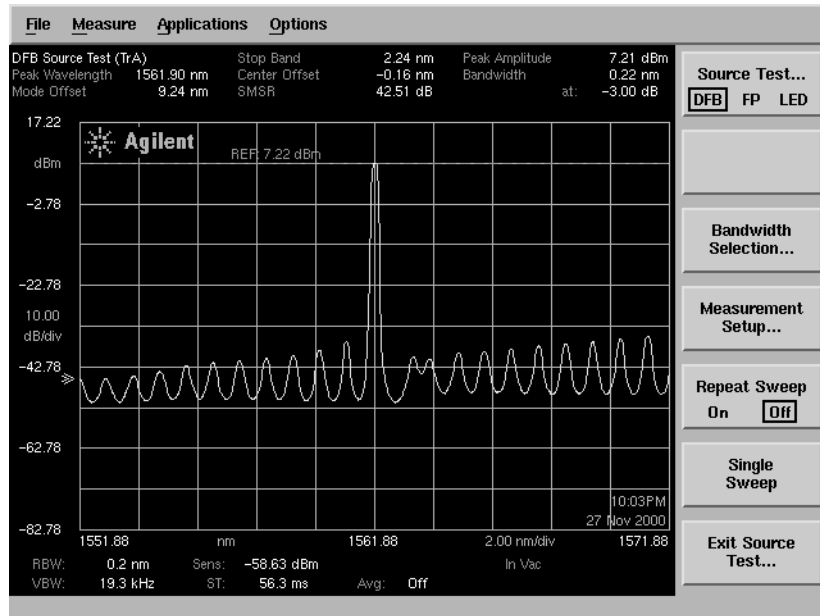 File Measure Applications Options
DFB Source Test (TrA) Stop Band 2.24 nm Peak Amplitude 7.21 dBm
Peak Wavelength 1561.90 nm Center Offset -0.16 nm Bandwidth 0.22 nm
Mode Offset 9.24 nm SMSR 42.51 dB at: -3.00 dB
Source Test...
DFB FP LED
17.22
Agilent
REF: 7.22 dBm
dBm
-2.78
Bandwidth
Selection...
-22.78
10.00
dB/div
Measurement
Setup...
-42.78
Repeat Sweep
On Off
-62.78
Single
Sweep
10:03PM
27 Nov 2000
-82.78
1551.88 nm 1561.88 2.00 nm/div 1571.88
RBW: 0.2 nm Sens: -58.63 dBm In Vac
VBW: 19.3 kHz ST: 56.3 ms Avg: Off
Exit Source
Test...